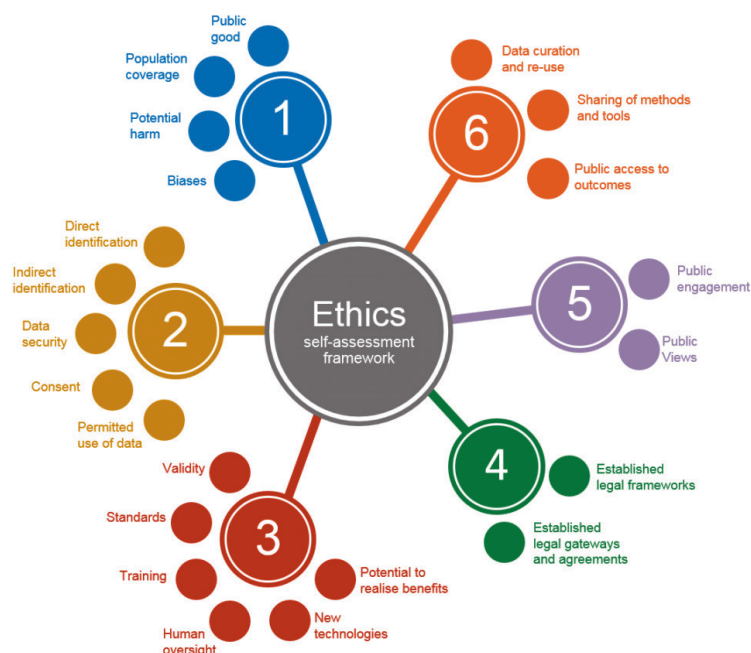 Ethics
self-assessment
framework
1
Public
good
Population
coverage
Potential
harm
Biases
2
Direct
identification
Indirect
identification
Data
security
Consent
Permitted
use of data
3
Validity
Standards
Training
Human
oversight
New
technologies
Potential to
realise benefits
4
Established
legal frameworks
Established
legal gateways
and agreements
5
Public
engagement
Public
Views
6
Data curation
and re-use
Sharing of methods
and tools
Public access to
outcomes